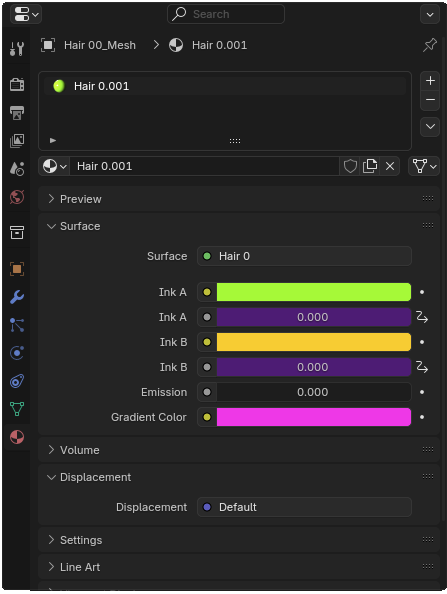 Search
Hair 00_Mesh > Hair 0.001
Hair 0.001
Hair 0.001
Preview
Surface
Surface Hair 0
Ink A
Ink A 0.000
Ink B
Ink B 0.000
Emission 0.000
Gradient Color
Volume
Displacement
Displacement Default
Settings
Line Art